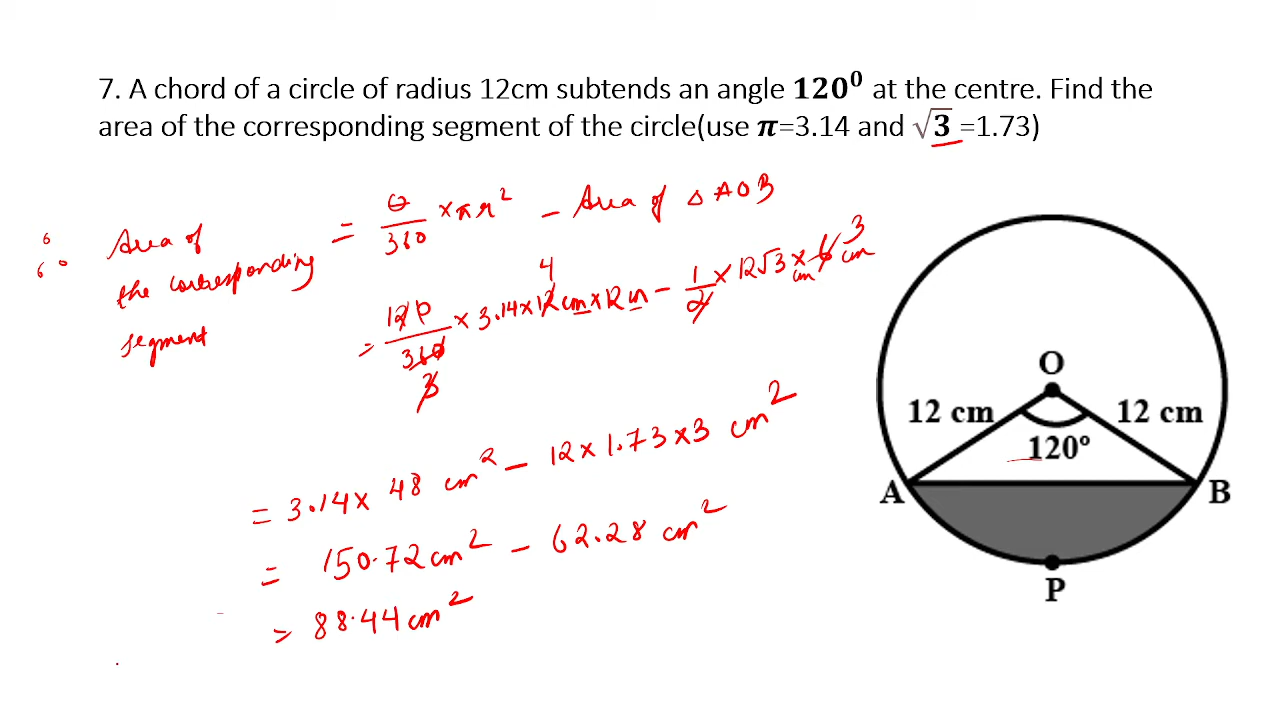 7. A chord of a circle of radius 12cm subtends an angle 120⁰ at the centre. Find the
area of the corresponding segment of the circle(use π=3.14 and √3 =1.73)
∴ Area of the corresponding segment = θ/360 × πr² − Area of △ AOB
= 120/360 3 × 3.14 × 12 4 cm × 12 cm − 1/2 × 12√3 cm × 6 3 cm
= 3.14 × 48 cm² − 12 × 1.73 × 3 cm²
= 150.72 cm² − 62.28 cm²
= 88.44 cm²
O
12 cm 12 cm
120º
A B
P